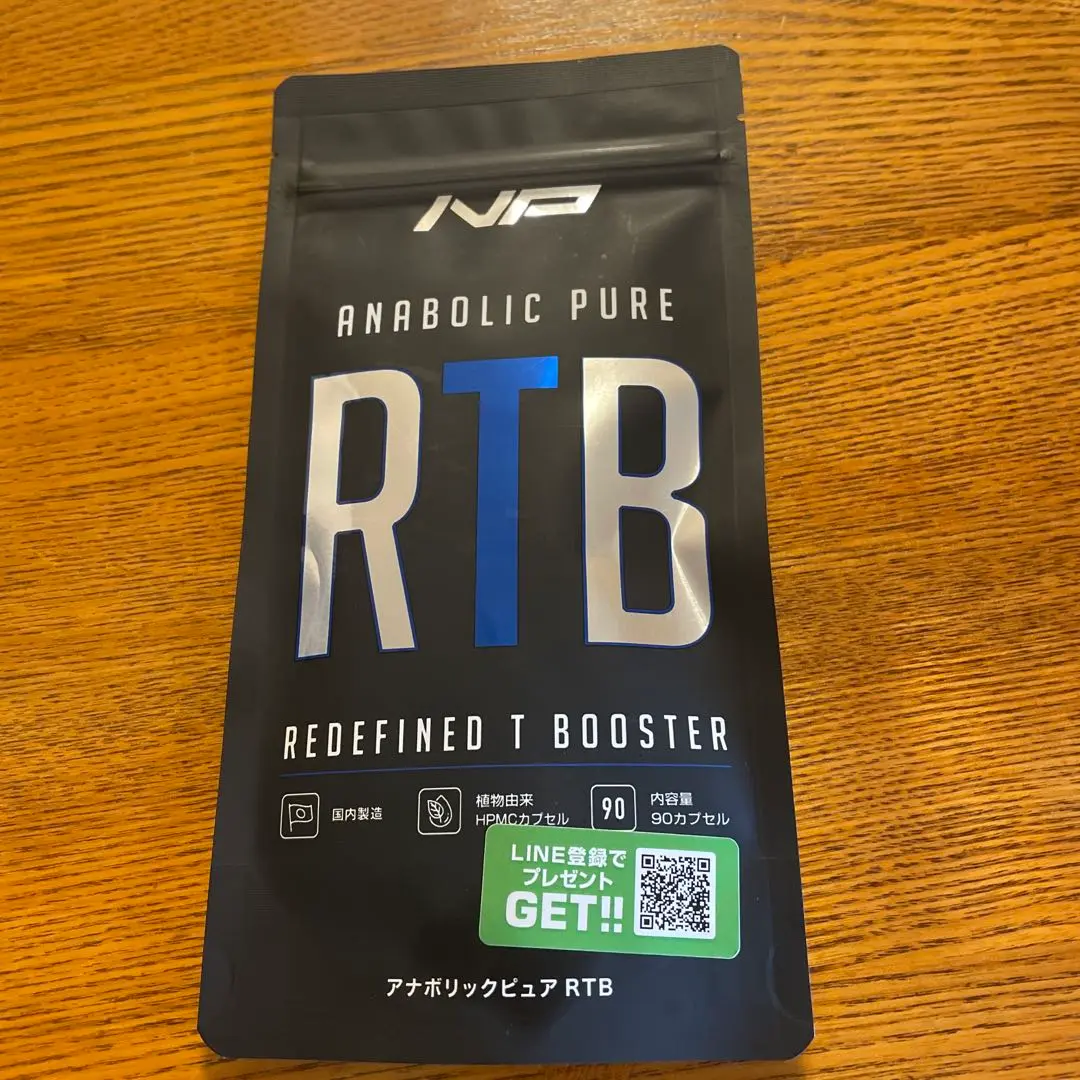 NP
ANABOLIC PURE
RTB
REDEFINED T BOOSTER
国内製造
植物由来
HPMCカプセル
90
内容量
90カプセル
LINE登録で
プレゼント
GET!!
アナボリックピュア RTB